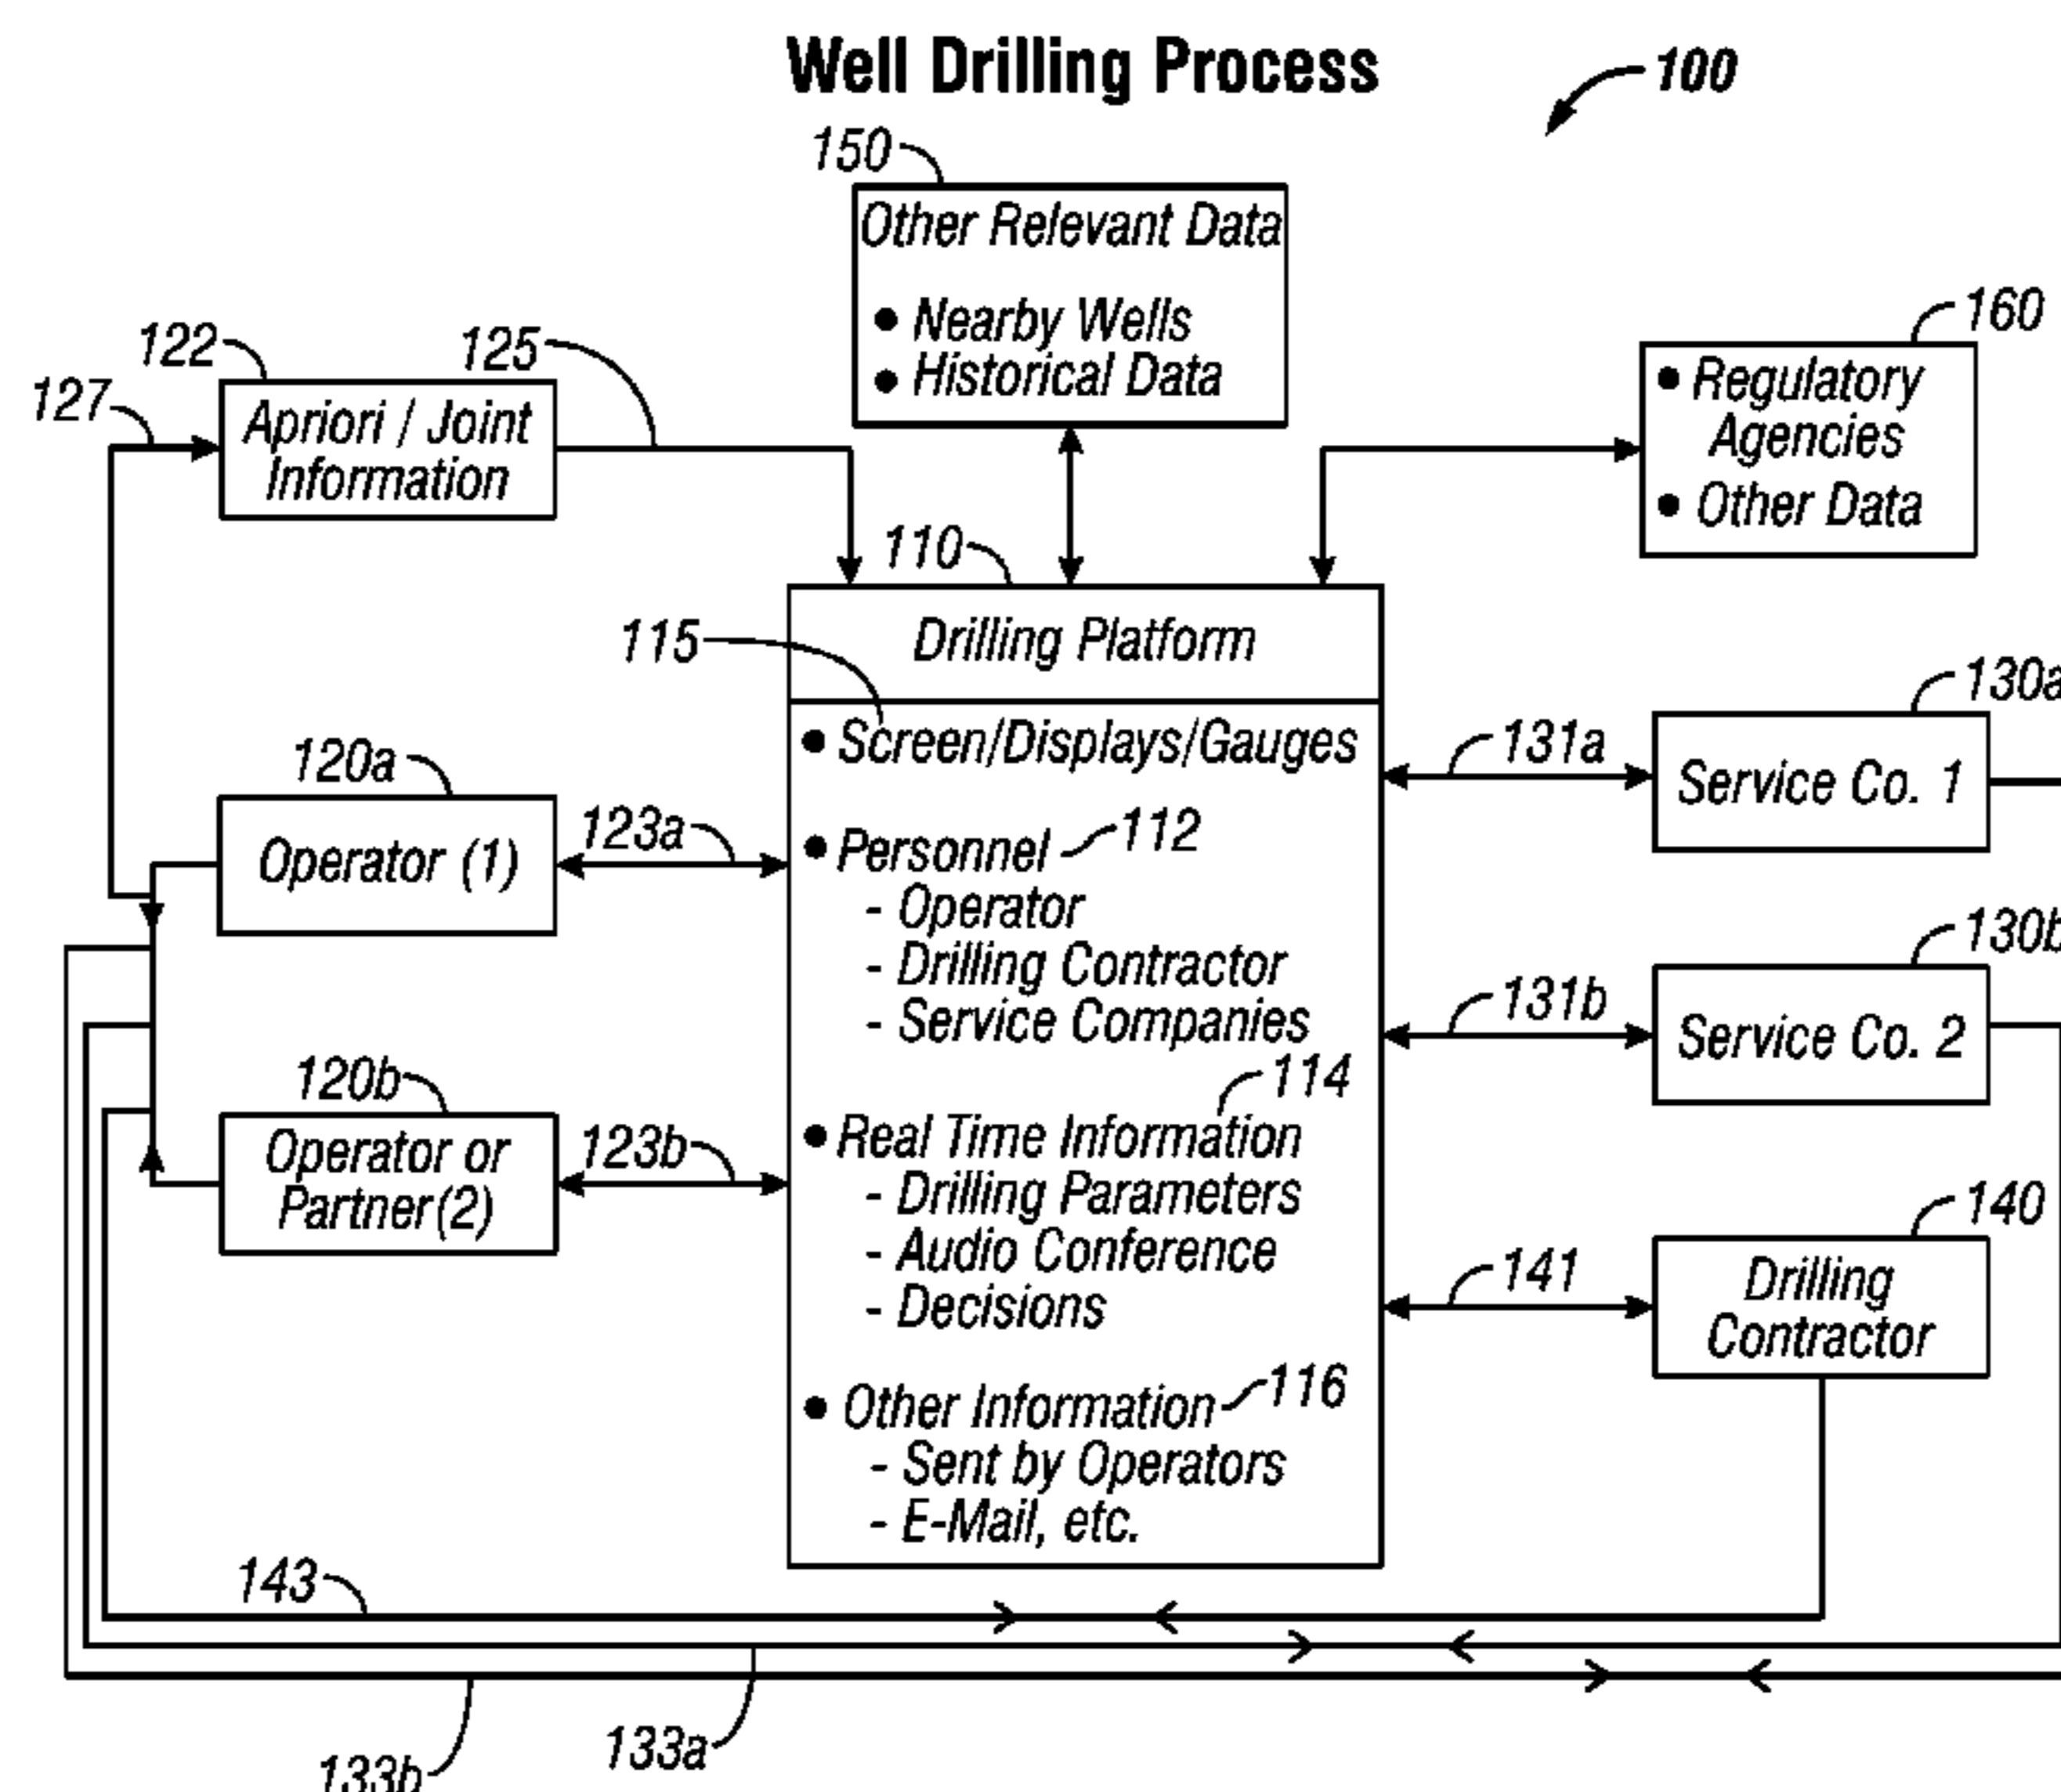 Well Drilling Process
100
150
Other Relevant Data
● Nearby Wells
● Historical Data
160
● Regulatory
Agencies
● Other Data
122
125
127
Apriori / Joint
Information
110
Drilling Platform
115
● Screen/Displays/Gauges
● Personnel
112
- Operator
- Drilling Contractor
- Service Companies
114
● Real Time Information
- Drilling Parameters
- Audio Conference
- Decisions
● Other Information
116
- Sent by Operators
- E-Mail, etc.
120a
Operator (1)
123a
120b
Operator or
Partner(2)
123b
130a
131a
Service Co. 1
130b
131b
Service Co. 2
140
141
Drilling
Contractor
143
133a
133b